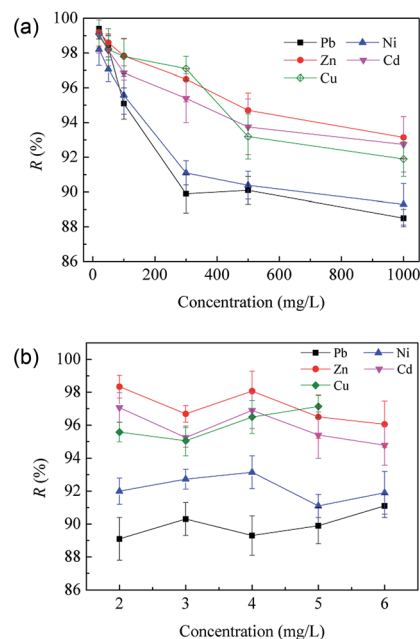 (a)
100
98
96
94
92
90
88
86
R (%)
Pb
Ni
Zn
Cd
Cu
0
200
400
600
800
1000
Concentration (mg/L)
(b)
100
98
96
94
92
90
88
86
R (%)
Pb
Ni
Zn
Cd
Cu
2
3
4
5
6
Concentration (mg/L)